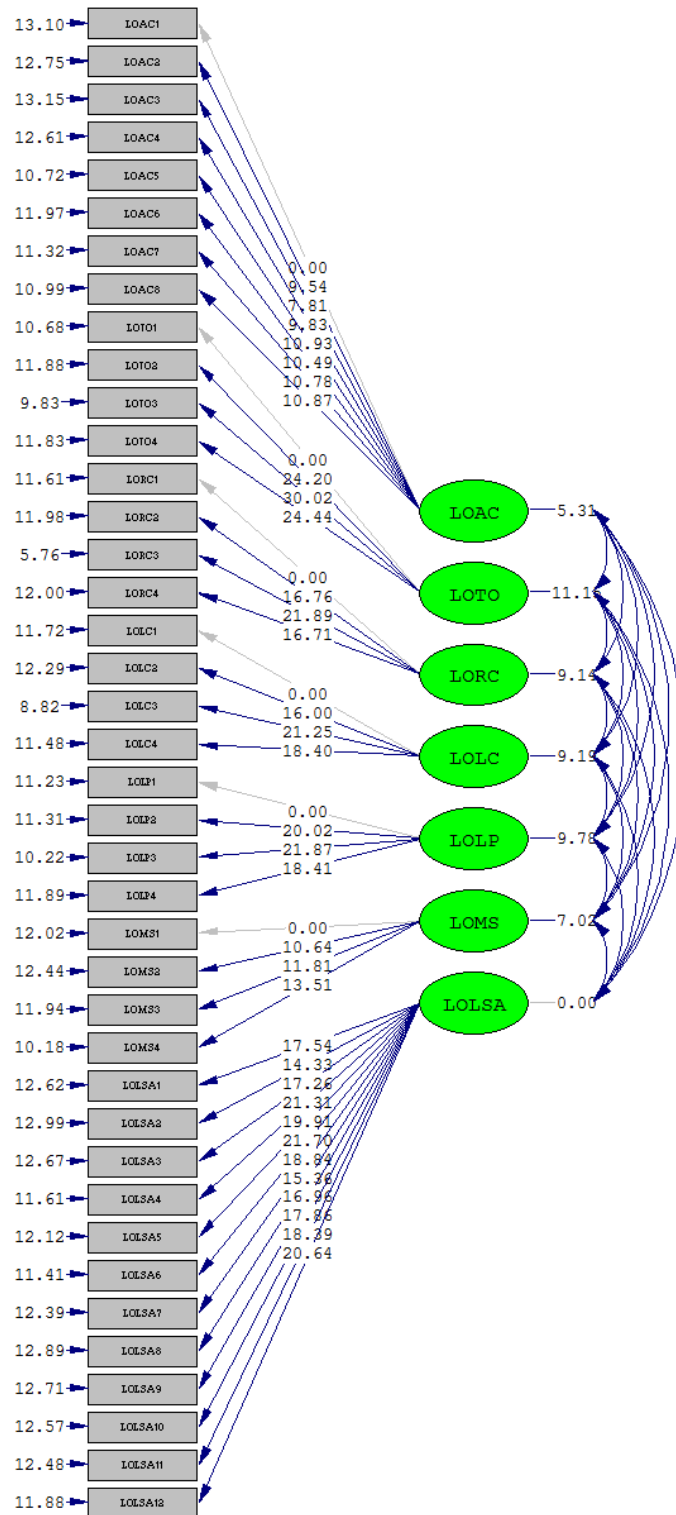 13.10 LOAC1
12.75 LOAC2
13.15 LOAC3
12.61 LOAC4
10.72 LOAC5
11.97 LOAC6
11.32 LOAC7
10.99 LOAC8
10.68 LOTO1
11.88 LOTO2
9.83 LOTO3
11.83 LOTO4
11.61 LORC1
11.98 LORC2
5.76 LORC3
12.00 LORC4
11.72 LOLC1
12.29 LOLC2
8.82 LOLC3
11.48 LOLC4
11.23 LOLP1
11.31 LOLP2
10.22 LOLP3
11.89 LOLP4
12.02 LOMS1
12.44 LOMS2
11.94 LOMS3
10.18 LOMS4
12.62 LOLSA1
12.99 LOLSA2
12.67 LOLSA3
11.61 LOLSA4
12.12 LOLSA5
11.41 LOLSA6
12.39 LOLSA7
12.89 LOLSA8
12.71 LOLSA9
12.57 LOLSA10
12.48 LOLSA11
11.88 LOLSA12
0.00
9.54
7.81
9.83
10.93
10.49
10.78
10.87
0.00
24.20
30.02
24.44
0.00
16.76
21.89
16.71
0.00
16.00
21.25
18.40
0.00
20.02
21.87
18.41
0.00
10.64
11.81
13.51
17.54
14.33
17.26
21.31
19.91
21.70
18.84
15.36
16.96
17.86
18.39
20.64
LOAC 5.31
LOTO
LORC 9.14
LOLC 9.19
LOLP 9.78
LOMS 7.02
LOLSA 0.00